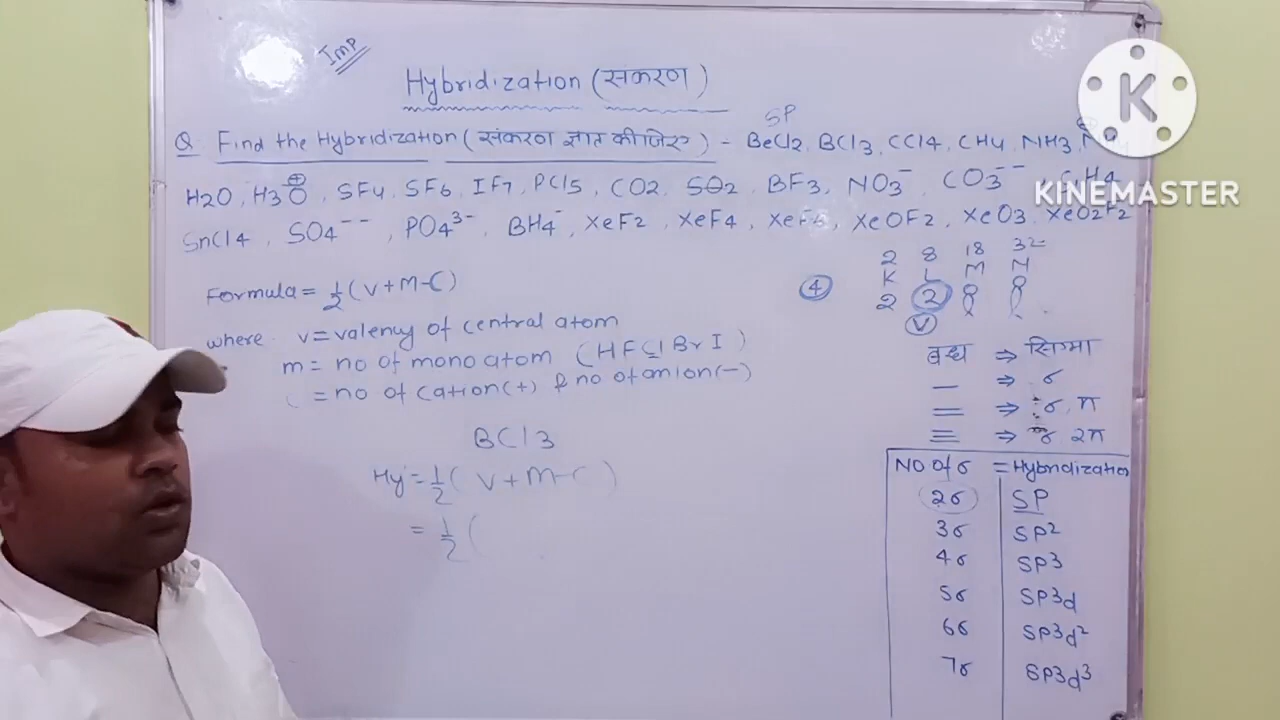 IMP
Hybridization (संकरण)
SP
Q. Find the Hybridization (संकरण ज्ञात कीजिए) - BeCl2, BCl3, CCl4, CH4, NH3,
H2O, H3O⊕, SF4, SF6, IF7, PCl5, CO2, SO2, BF3, NO3⁻, CO3⁻⁻,
SnCl4, SO4⁻⁻, PO4³⁻, BH4⁻, XeF2, XeF4, XeF6, XeOF2, XeO3, XeO2F2
K
KINEMASTER
Formula = 1/2 (V+M-C)
where V = valency of central atom
m = no of mono atom (HFClBrI)
C = no of cation(+) & no of anion(-)
BCl3
Hy = 1/2 (V+M-C)
= 1/2 (
4
2 8 18 32
K L M N
2 2 8 8
V
बन्ध ⇒ सिग्मा
— ⇒ σ
= ⇒ σ, π
≡ ⇒ σ 2π
NO of σ = Hybridization
2σ SP
3σ SP2
4σ SP3
5σ SP3d
6σ SP3d2
7σ SP3d3